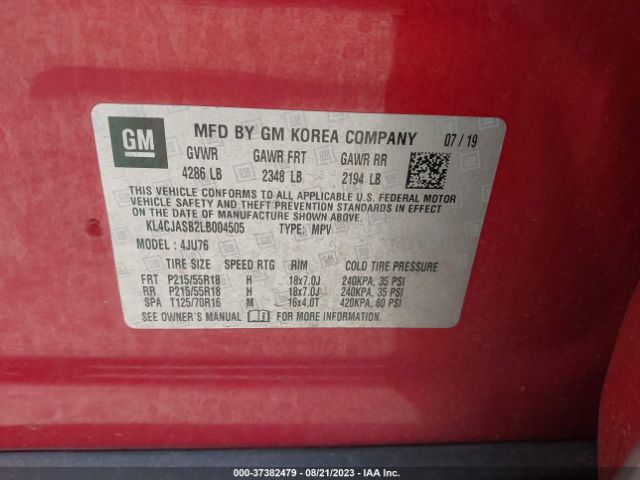 GM
MFD BY GM KOREA COMPANY 07/19
GVWR GAWR FRT GAWR RR
4286 LB 2348 LB 2194 LB
THIS VEHICLE CONFORMS TO ALL APPLICABLE U.S. FEDERAL MOTOR
VEHICLE SAFETY AND THEFT PREVENTION STANDARDS IN EFFECT
ON THE DATE OF MANUFACTURE SHOWN ABOVE.
KL4CJASB2LB004505 TYPE: MPV
MODEL : 4JU76
TIRE SIZE SPEED RTG RIM COLD TIRE PRESSURE
FRT P215/55R18 H 18x7.0J 240KPA, 35 PSI
RR P215/55R18 H 18x7.0J 240KPA, 35 PSI
SPA T125/70R16 M 16x4.0T 420KPA, 60 PSI
SEE OWNER'S MANUAL FOR MORE INFORMATION.
000-37382479 - 08/21/2023 - IAA Inc.